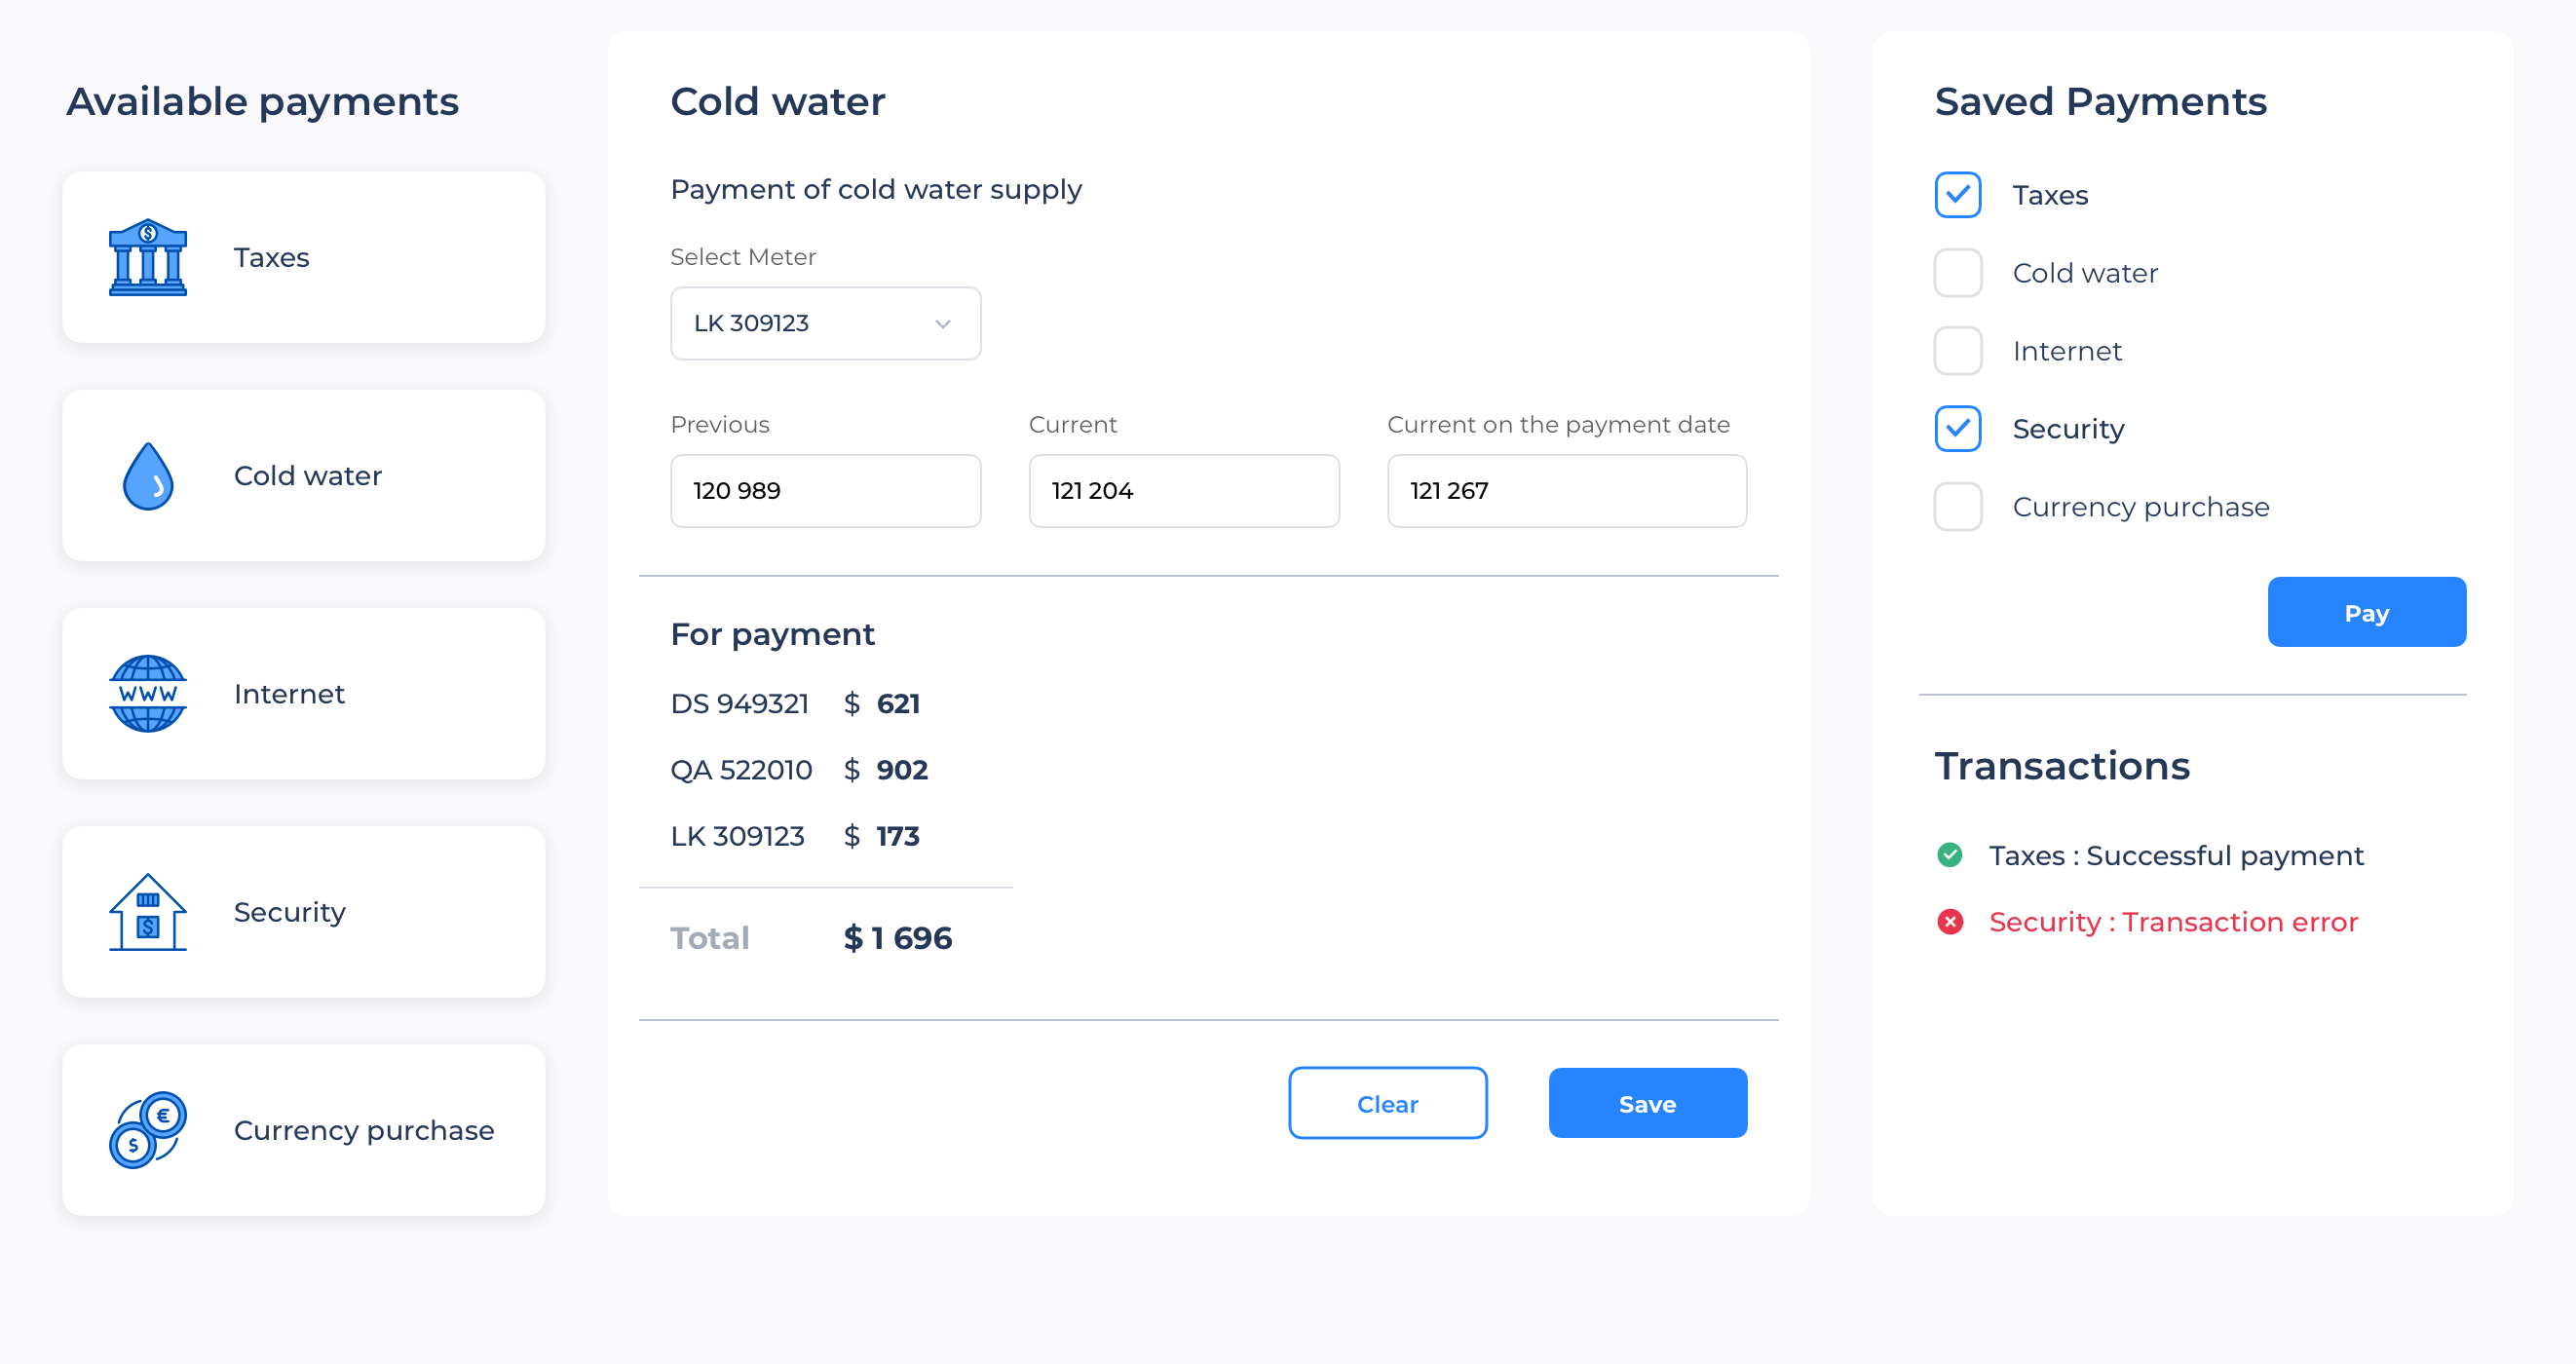 Available payments
$
Taxes
Cold water
WWW
Internet
$
Security
€
$
Currency purchase
Cold water
Payment of cold water supply
Select Meter
LK 309123
Previous
Current
Current on the payment date
120 989
121 204
121 267
For payment
DS 949321 $ 621
QA 522010 $ 902
LK 309123 $ 173
Total $ 1 696
Clear
Save
Saved Payments
Taxes
Cold water
Internet
Security
Currency purchase
Pay
Transactions
Taxes : Successful payment
Security : Transaction error